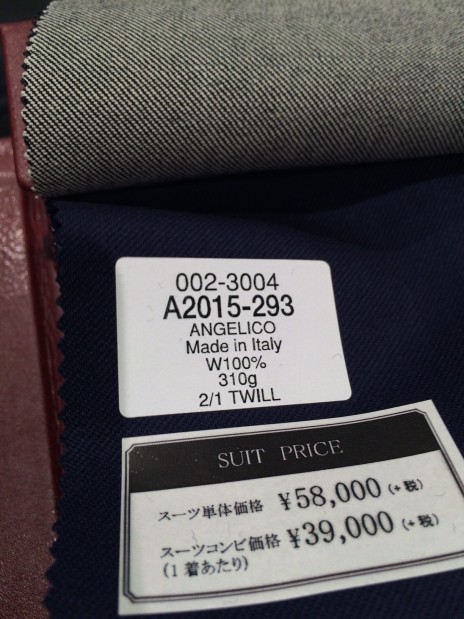 002-3004
A2015-293
ANGELICO
Made in Italy
W100%
310g
2/1 TWILL
SUIT PRICE
スーツ単体価格 ¥58,000 (+税)
スーツコンビ価格 ¥39,000 (+税)
(1着あたり)